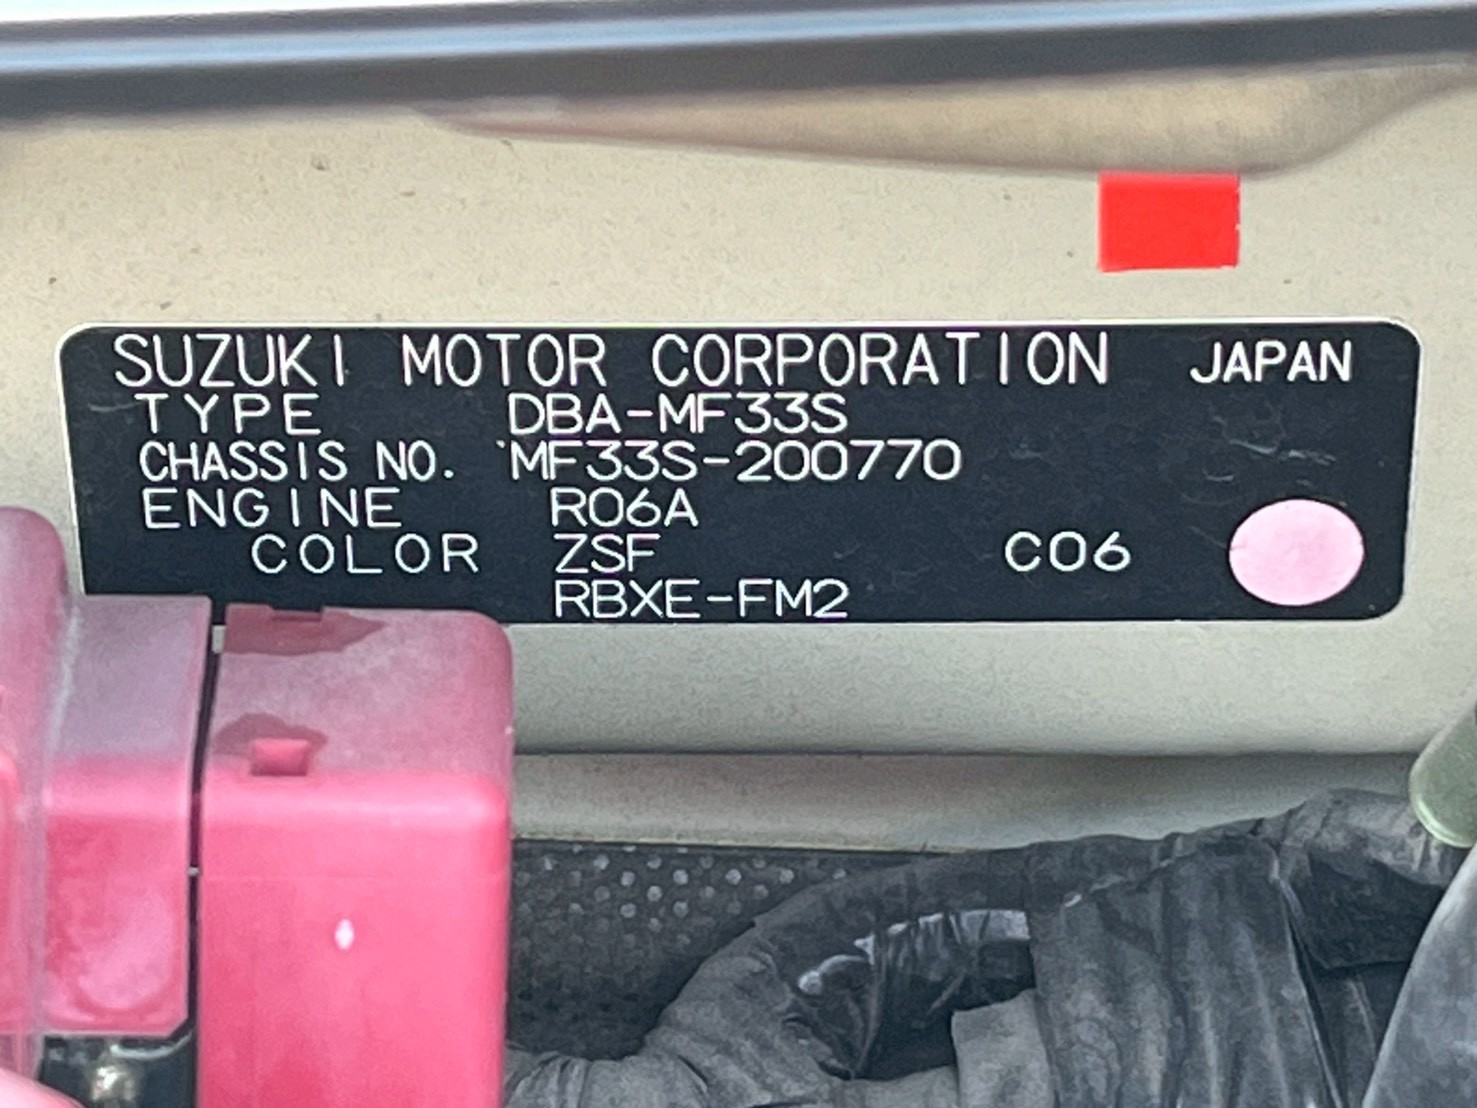 SUZUKI MOTOR CORPORATION JAPAN
TYPE DBA-MF33S
CHASSIS NO. MF33S-200770
ENGINE R06A
COLOR ZSF C06
RBXE-FM2